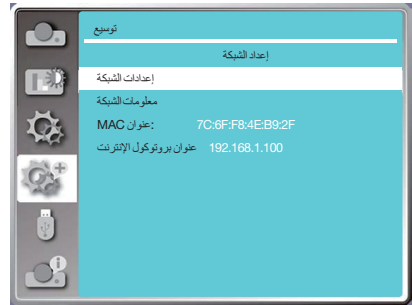 توسيع
إعداد الشبكة
إعدادات الشبكة
معلومات الشبكة
عنوان MAC: 7C:6F:F8:4E:B9:2F
عنوان بروتوكول الإنترنت 192.168.1.100